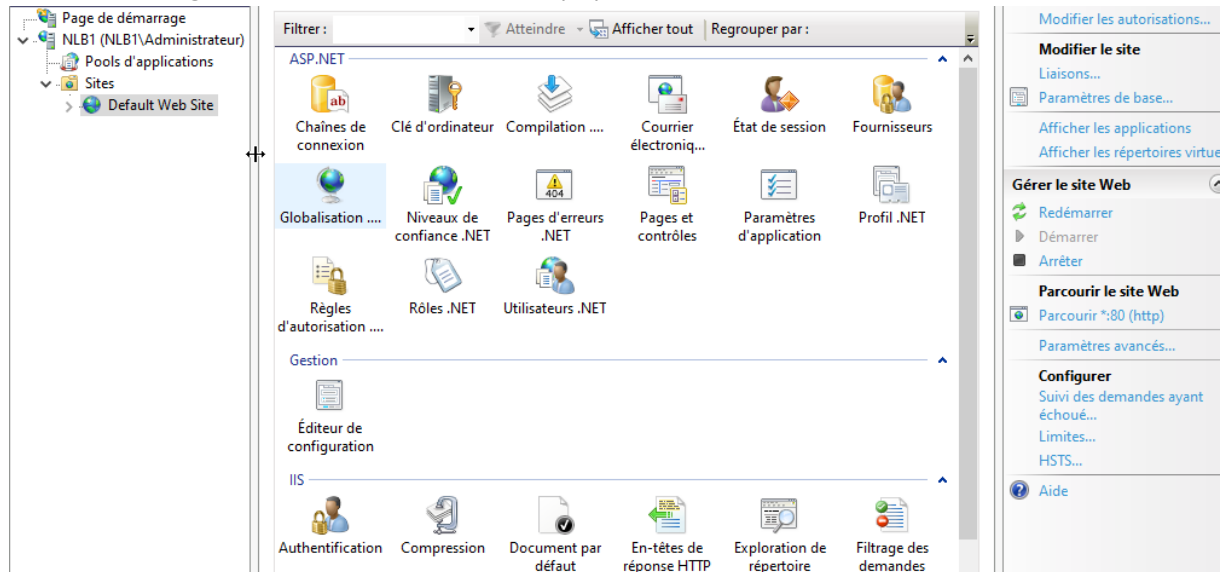 Page de démarrage
NLB1 (NLB1\Administrateur)
Pools d'applications
Sites
Default Web Site
Filtrer :
Atteindre
Afficher tout
Regrouper par :
ASP.NET
Chaînes de connexion
Clé d'ordinateur
Compilation ....
Courrier électroniq...
État de session
Fournisseurs
Globalisation ....
Niveaux de confiance .NET
Pages d'erreurs .NET
Pages et contrôles
Paramètres d'application
Profil .NET
Règles d'autorisation ....
Rôles .NET
Utilisateurs .NET
Gestion
Éditeur de configuration
IIS
Authentification
Compression
Document par défaut
En-têtes de réponse HTTP
Exploration de répertoire
Filtrage des demandes
Modifier les autorisations...
Modifier le site
Liaisons...
Paramètres de base...
Afficher les applications
Afficher les répertoires virtue
Gérer le site Web
Redémarrer
Démarrer
Arrêter
Parcourir le site Web
Parcourir *:80 (http)
Paramètres avancés...
Configurer
Suivi des demandes ayant
échoué...
Limites...
HSTS...
Aide